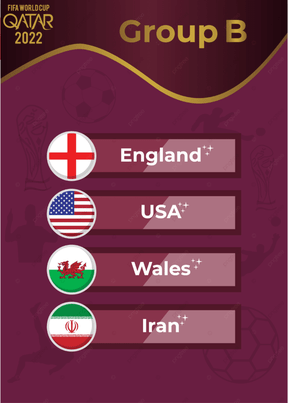 FIFA WORLD CUP
QATAR
2022
Group B
England
USA
Wales
Iran